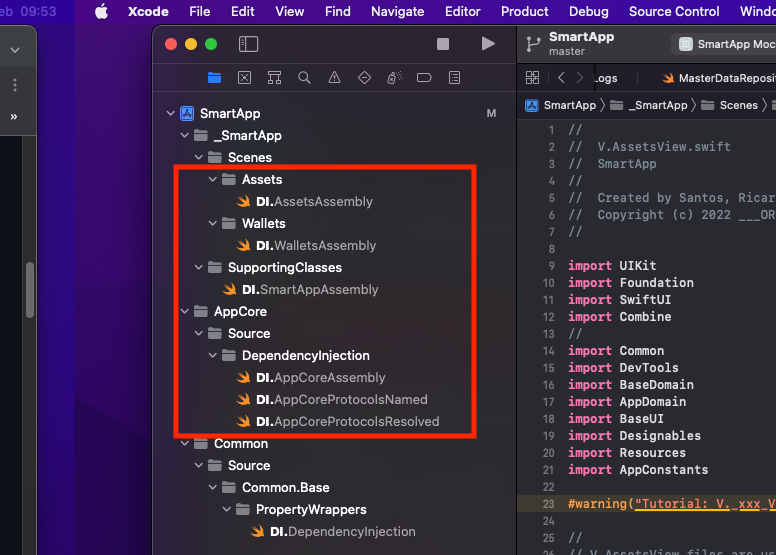 eb 09:53
Xcode File Edit View Find Navigate Editor Product Debug Source Control Windo
SmartApp
master
SmartApp Moc
Logs
MasterDataReposit
SmartApp _SmartApp Scenes
SmartApp M
_SmartApp
Scenes
Assets
DI.AssetsAssembly
Wallets
DI.WalletsAssembly
SupportingClasses
DI.SmartAppAssembly
AppCore
Source
DependencyInjection
DI.AppCoreAssembly
DI.AppCoreProtocolsNamed
DI.AppCoreProtocolsResolved
Common
Source
Common.Base
PropertyWrappers
DI.DependencyInjection
1 //
2 //  V.AssetsView.swift
3 //  SmartApp
4 //
5 //  Created by Santos, Ricar
6 //  Copyright (c) 2022 ___OR
7 //
8
9 import UIKit
10 import Foundation
11 import SwiftUI
12 import Combine
13 //
14 import Common
15 import DevTools
16 import BaseDomain
17 import AppDomain
18 import BaseUI
19 import Designables
20 import Resources
21 import AppConstants
22
23 #warning("Tutorial: V._xxx_V
24
25 //
26 // V.AssetsView files are us